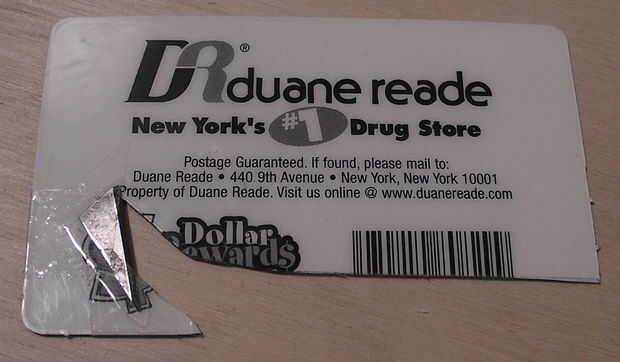 DR® duane reade
New York's #1 Drug Store
Postage Guaranteed. If found, please mail to:
Duane Reade • 440 9th Avenue • New York, New York 10001
Property of Duane Reade. Visit us online @ www.duanereade.com
Dollar
ewards